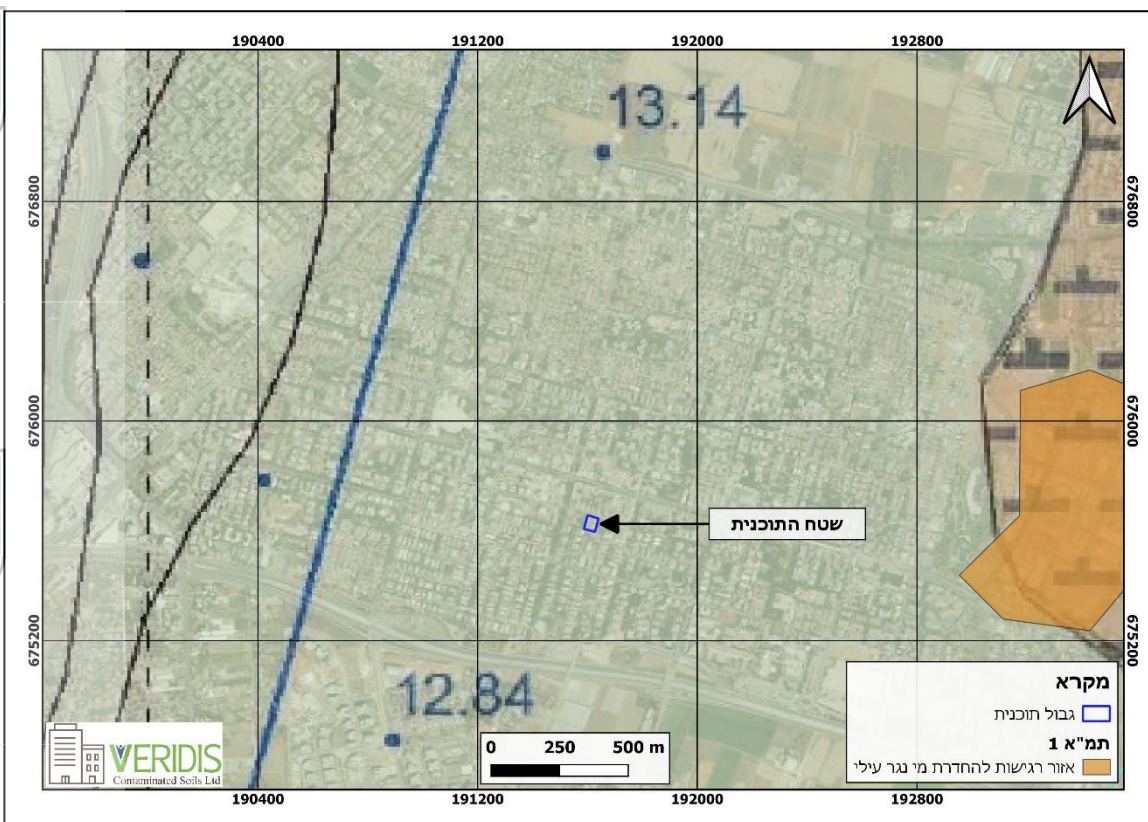 190400 191200 192000 192800
13.14
676800 676800
676000 676000
שטח התוכנית
675200 675200
12.84
מקרא
גבול תוכנית
תמ"א 1
אזור רגישות להחדרת מי נגר עילי
VERIDIS
Contaminated Soils Ltd
0 250 500 m
190400 191200 192000 192800